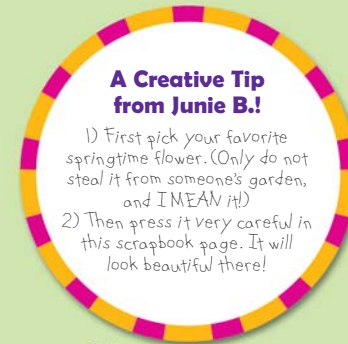 A Creative Tip
from Junie B.!
1) First pick your favorite
springtime flower. (Only do not
steal it from someone's garden,
and I MEAN it!)
2) Then press it very careful in
this scrapbook page. It will
look beautiful there!